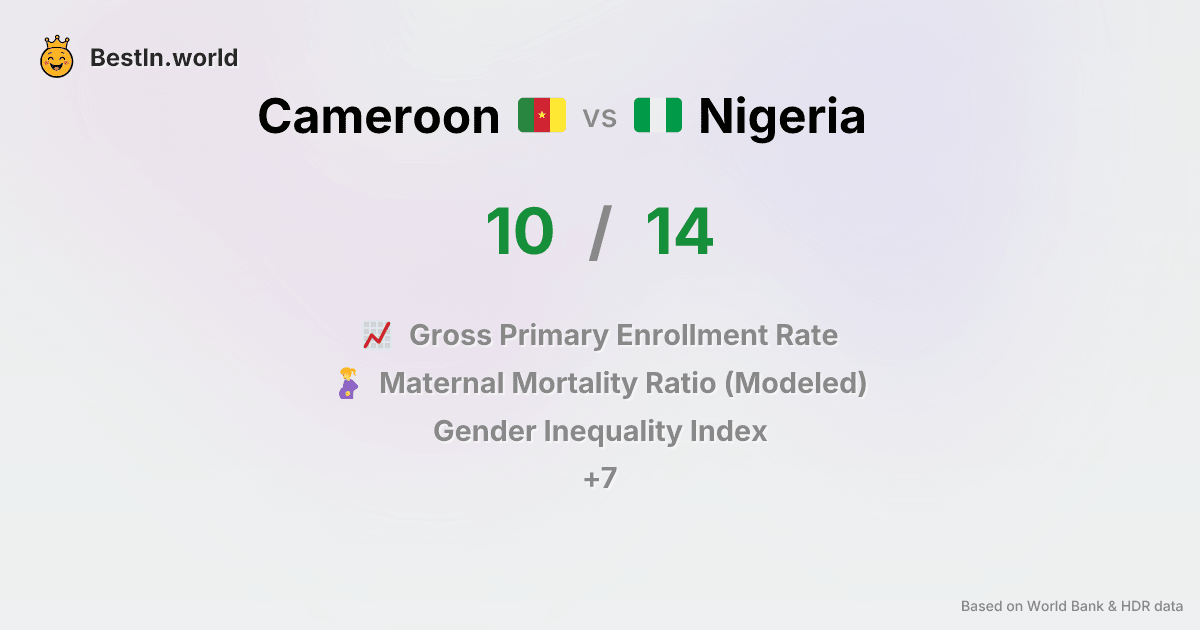 BestIn.world
Cameroon vs Nigeria
10 / 14
Gross Primary Enrollment Rate
Maternal Mortality Ratio (Modeled)
Gender Inequality Index
+7
Based on World Bank & HDR data